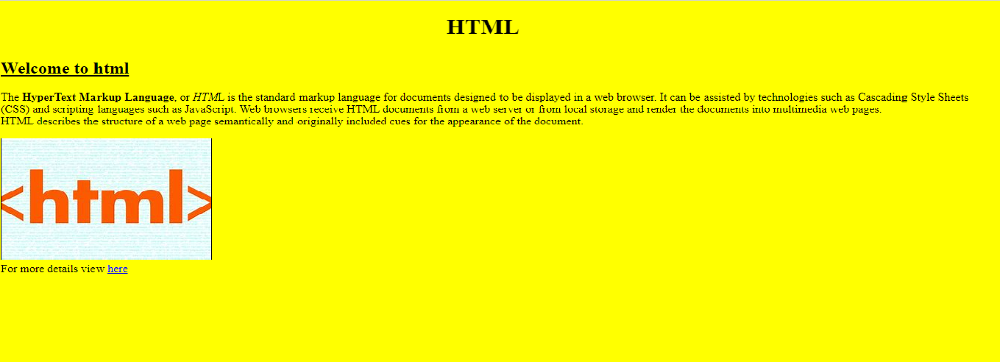 HTML
Welcome to html
The HyperText Markup Language, or HTML is the standard markup language for documents designed to be displayed in a web browser. It can be assisted by technologies such as Cascading Style Sheets
(CSS) and scripting languages such as JavaScript. Web browsers receive HTML documents from a web server or from local storage and render the documents into multimedia web pages.
HTML describes the structure of a web page semantically and originally included cues for the appearance of the document.
<html>
For more details view here